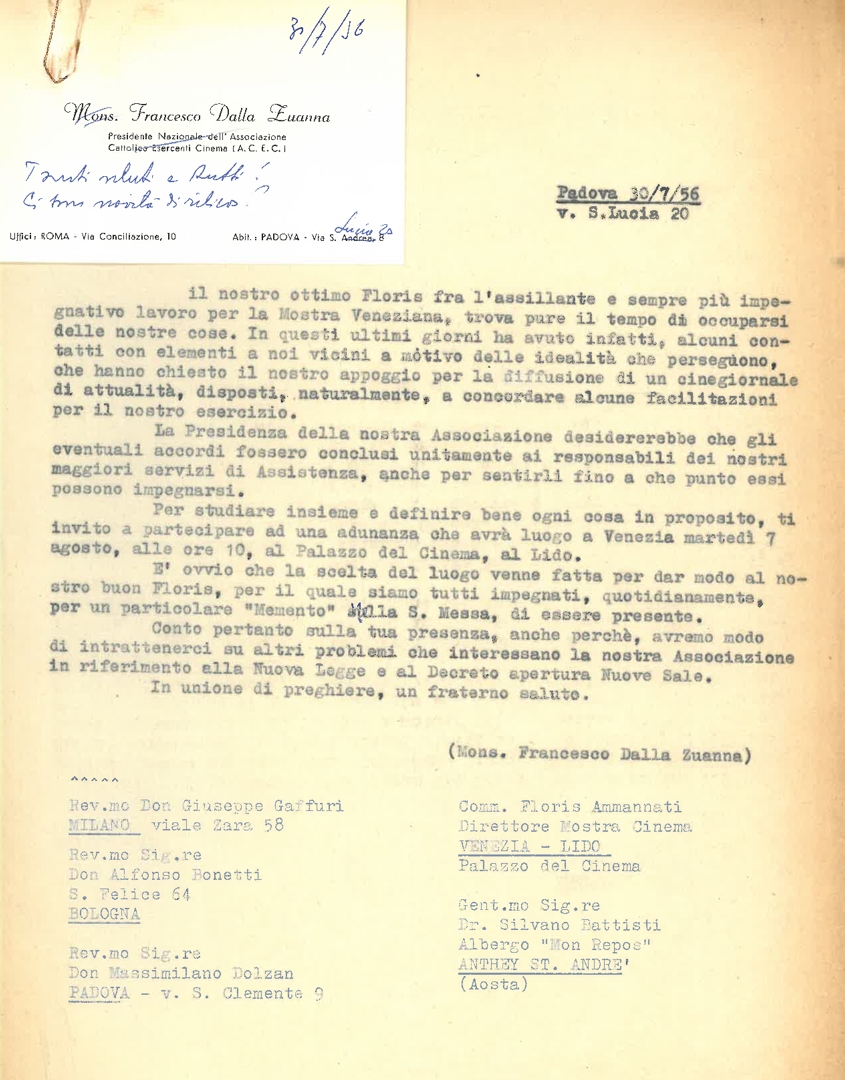 30/7/56
Mons. Francesco Dalla Zuanna
Presidente Nazionale dell'Associazione
Cattolica Esercenti Cinema (A. C. E. C.)
Tanti saluti a tutti!
Ci sono novità di rilievo?
Lucia 20
Uffici: ROMA - Via Conciliazione, 10 Abit.: PADOVA - Via S. Andrea, 8
Padova 30/7/56
v. S.Lucia 20
il nostro ottimo Floris fra l'assillante e sempre più impe-
gnativo lavoro per la Mostra Veneziana, trova pure il tempo di occuparsi
delle nostre cose. In questi ultimi giorni ha avuto infatti, alcuni con-
tatti con elementi a noi vicini a motivo delle idealità che perseguono,
che hanno chiesto il nostro appoggio per la diffusione di un cinegiornale
di attualità, disposti, naturalmente, a concordare alcune facilitazioni
per il nostro esercizio.
La Presidenza della nostra Associazione desidererebbe che gli
eventuali accordi fossero conclusi unitamente ai responsabili dei nostri
maggiori servizi di Assistenza, anche per sentirli fino a che punto essi
possono impegnarsi.
Per studiare insieme e definire bene ogni cosa in proposito, ti
invito a partecipare ad una adunanza che avrà luogo a Venezia martedì 7
agosto, alle ore 10, al Palazzo del Cinema, al Lido.
E' ovvio che la scelta del luogo venne fatta per dar modo al no-
stro buon Floris, per il quale siamo tutti impegnati, quotidianamente,
per un particolare "Memento" nella S. Messa, di essere presente.
Conto pertanto sulla tua presenza, anche perchè, avremo modo
di intrattenerci su altri problemi che interessano la nostra Associazione
in riferimento alla Nuova Legge e al Decreto apertura Nuove Sale.
In unione di preghiere, un fraterno saluto.
(Mons. Francesco Dalla Zuanna)
^^^^^
Rev.mo Don Giuseppe Gaffuri
MILANO viale Zara 58
Rev.mo Sig.re
Don Alfonso Bonetti
S. Felice 64
BOLOGNA
Rev.mo Sig.re
Don Massimilano Dolzan
PADOVA - v. S. Clemente 9
Comm. Floris Ammannati
Direttore Mostra Cinema
VENEZIA - LIDO
Palazzo del Cinema
Gent.mo Sig.re
Dr. Silvano Battisti
Albergo "Mon Repos"
ANTHEY ST. ANDRE'
(Aosta)